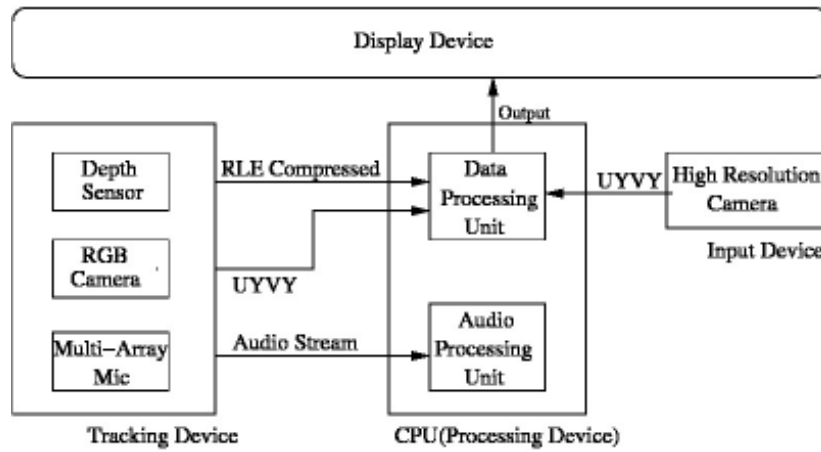 Display Device
Output
Depth
Sensor
RLE Compressed
Data
Processing
Unit
UYVY
High Resolution
Camera
Input Device
RGB
Camera
UYVY
Multi-Array
Mic
Audio Stream
Audio
Processing
Unit
Tracking Device
CPU(Processing Device)